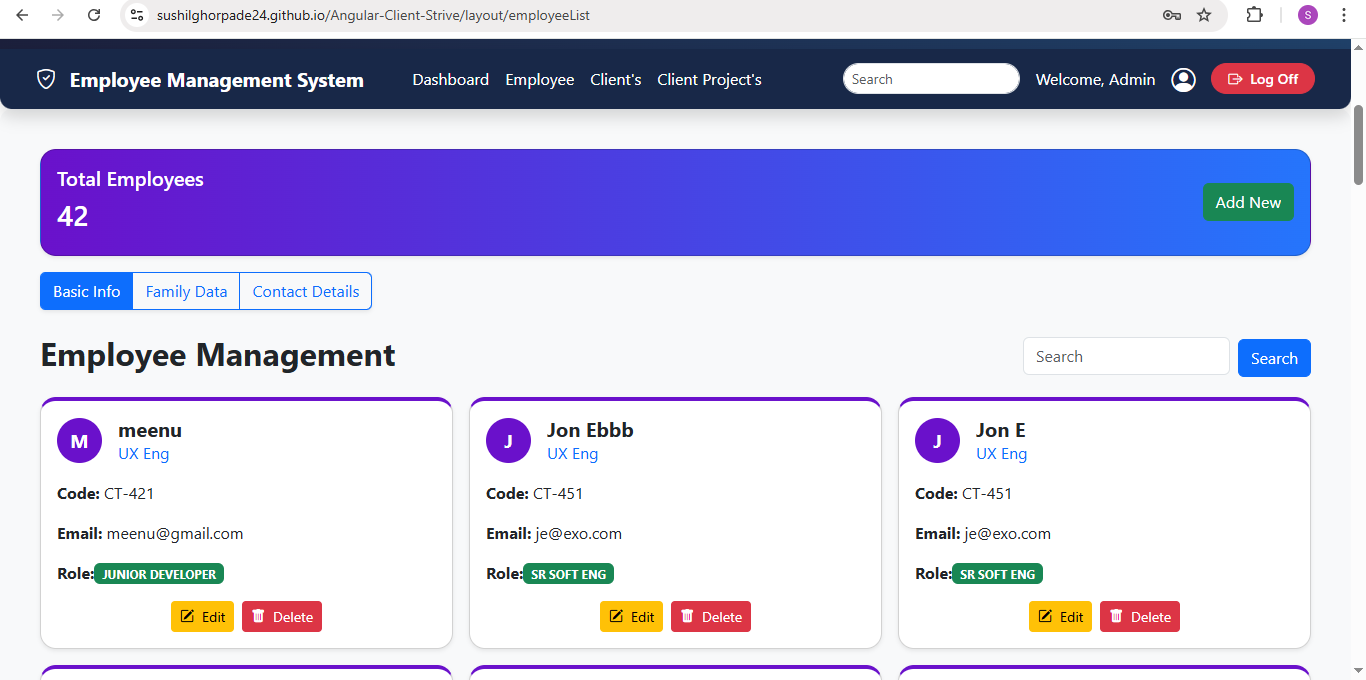 sushilghorpade24.github.io/Angular-Client-Strive/layout/employeeList
S
Employee Management System Dashboard Employee Client's Client Project's Search Welcome, Admin Log Off
Total Employees
42
Add New
Basic Info Family Data Contact Details
Employee Management Search Search
M meenu
UX Eng
Code: CT-421
Email: meenu@gmail.com
Role: JUNIOR DEVELOPER
Edit Delete
J Jon Ebbb
UX Eng
Code: CT-451
Email: je@exo.com
Role: SR SOFT ENG
Edit Delete
J Jon E
UX Eng
Code: CT-451
Email: je@exo.com
Role: SR SOFT ENG
Edit Delete